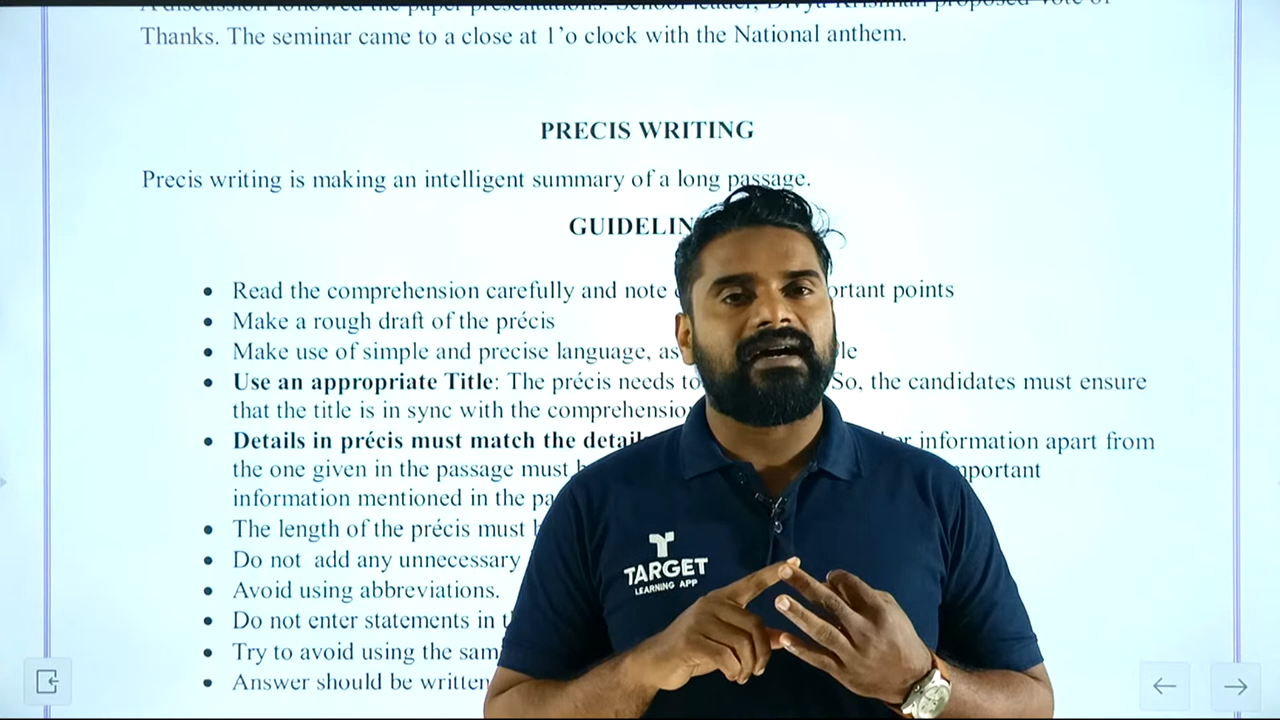 A discussion followed the paper presentations. School leader, Divya Krishnan proposed Vote of
Thanks. The seminar came to a close at 1’o clock with the National anthem.
PRECIS WRITING
Precis writing is making an intelligent summary of a long passage.
GUIDELIN
Read the comprehension carefully and note ortant points
Make a rough draft of the précis
Make use of simple and precise language, as le
Use an appropriate Title: The précis needs to So, the candidates must ensure
that the title is in sync with the comprehensio
Details in précis must match the detail r information apart from
the one given in the passage must b mportant
information mentioned in the pa
The length of the précis must b
Do not add any unnecessary
Avoid using abbreviations.
Do not enter statements in t
Try to avoid using the sam
Answer should be written
TARGET
LEARNING APP